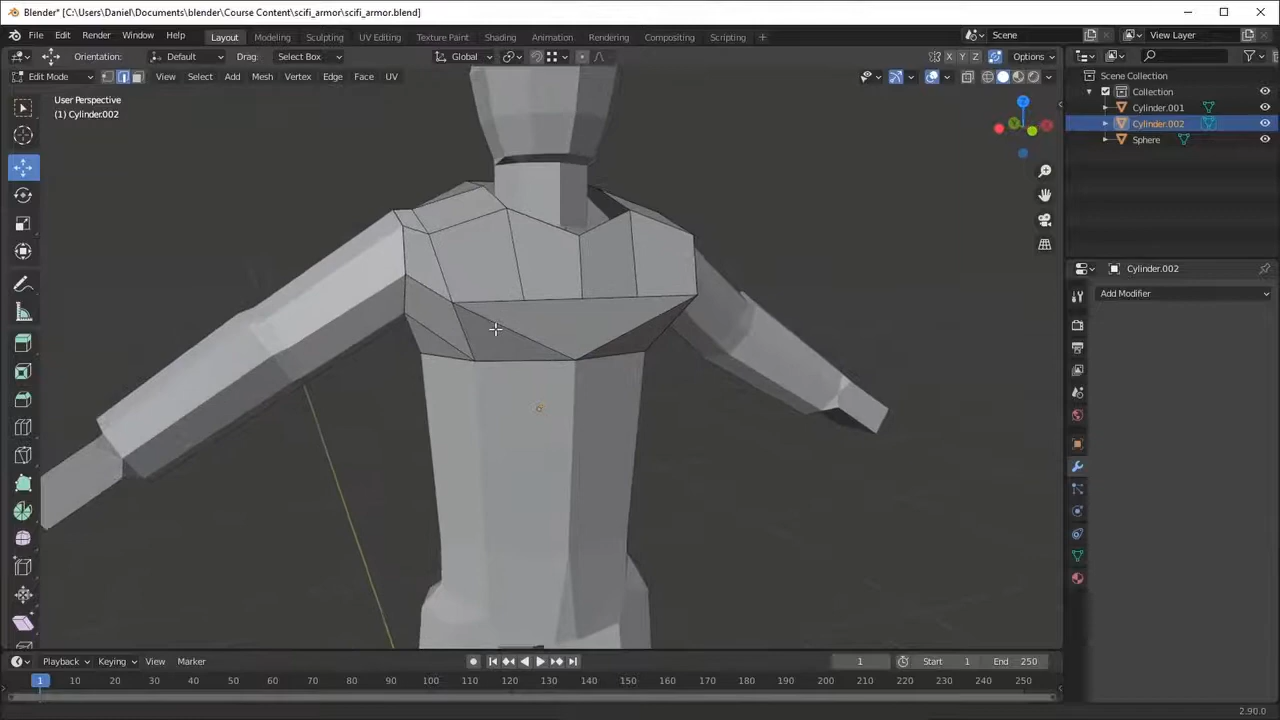 Blender* [C:\Users\Daniel\Documents\blender\Course Content\scifi_armor\scifi_armor.blend]
File Edit Render Window Help Layout Modeling Sculpting UV Editing Texture Paint Shading Animation Rendering Compositing Scripting + Scene View Layer
Orientation: Default Drag: Select Box Global X Y Z Options
Edit Mode View Select Add Mesh Vertex Edge Face UV
User Perspective
(1) Cylinder.002
Scene Collection
Collection
Cylinder.001
Cylinder.002
Sphere
Cylinder.002
Add Modifier
Playback Keying View Marker 1 Start 1 End 250
1 10 20 30 40 50 60 70 80 90 100 110 120 130 140 150 160 170 180 190 200 210 220 230 240 250
2.90.0